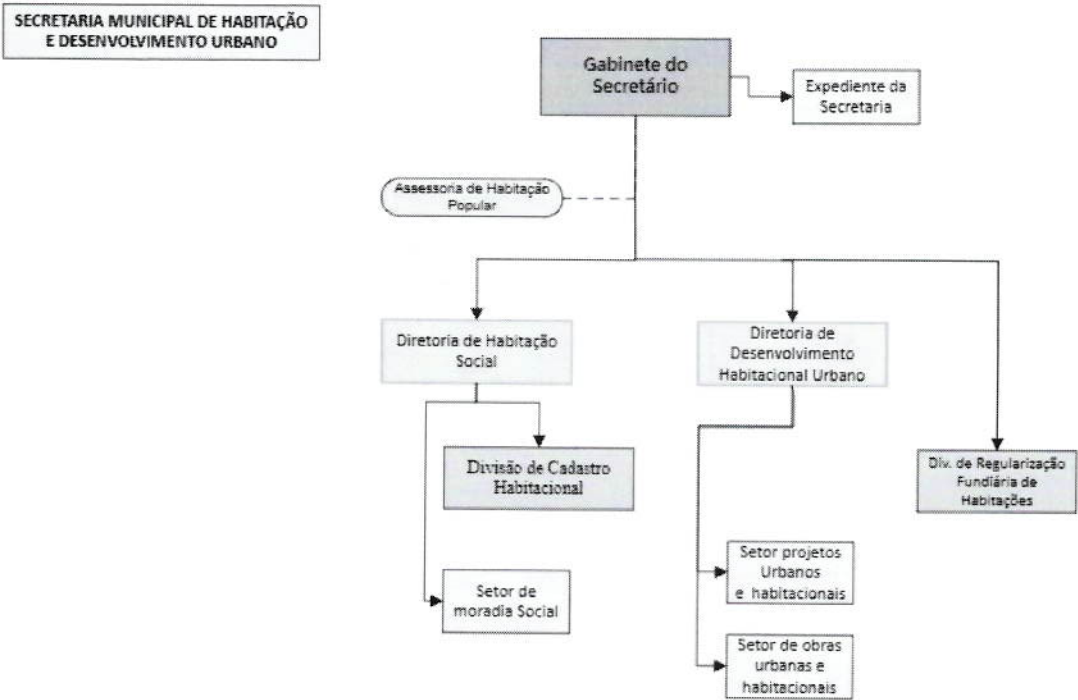 SECRETARIA MUNICIPAL DE HABITAÇÃO
E DESENVOLVIMENTO URBANO
Gabinete do
Secretário
Expediente da
Secretaria
Assessoria de Habitação
Popular
Diretoria de Habitação
Social
Diretoria de
Desenvolvimento
Habitacional Urbano
Divisão de Cadastro
Habitacional
Div. de Regularização
Fundiária de
Habitações
Setor projetos
Urbanos
e habitacionais
Setor de
moradia Social
Setor de obras
urbanas e
habitacionais